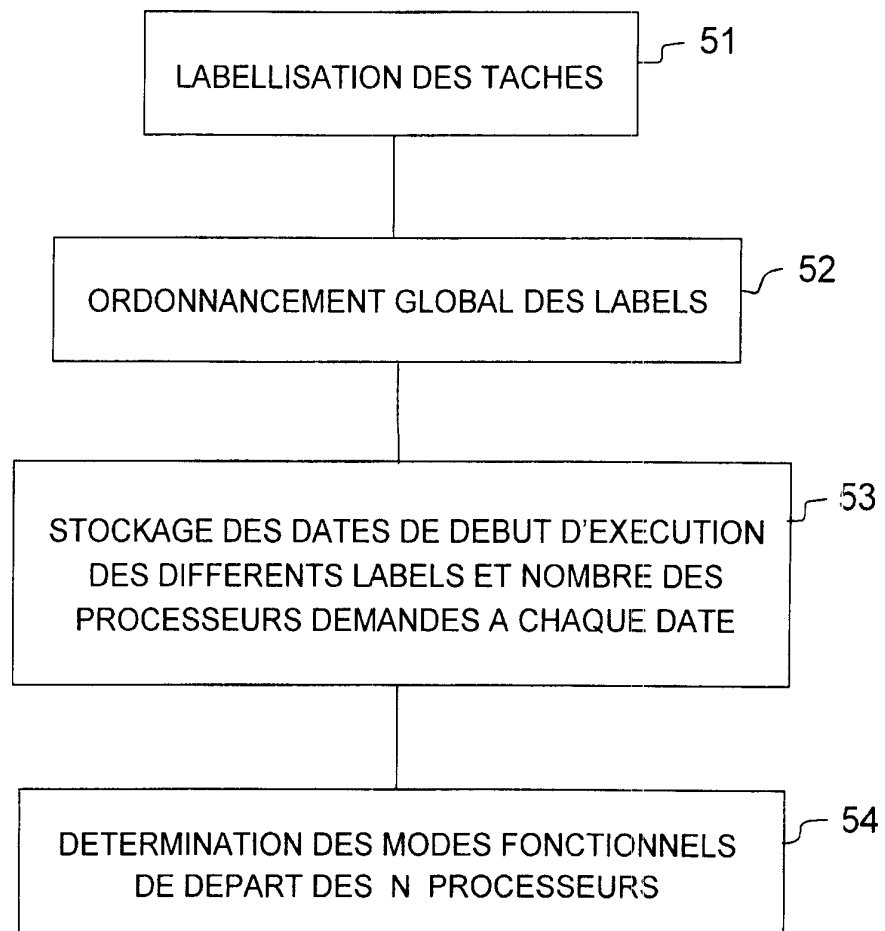 51
LABELLISATION DES TACHES
52
ORDONNANCEMENT GLOBAL DES LABELS
53
STOCKAGE DES DATES DE DEBUT D'EXECUTION
DES DIFFERENTS LABELS ET NOMBRE DES
PROCESSEURS DEMANDES A CHAQUE DATE
54
DETERMINATION DES MODES FONCTIONNELS
DE DEPART DES N PROCESSEURS